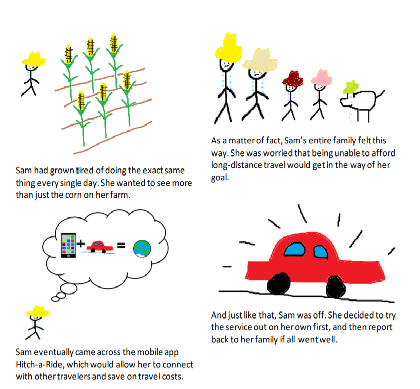 Sam had grown tired of doing the exact same
thing every single day. She wanted to see more
than just the corn on her farm.
As a matter of fact, Sam's entire family felt this
way. She was worried that being unable to afford
long-distance travel would get in the way of her
goal.
Sam eventually came across the mobile app
Hitch-a-Ride, which would allow her to connect
with other travelers and save on travel costs.
And just like that, Sam was off. She decided to try
the service out on her own first, and then report
back to her family if all went well.